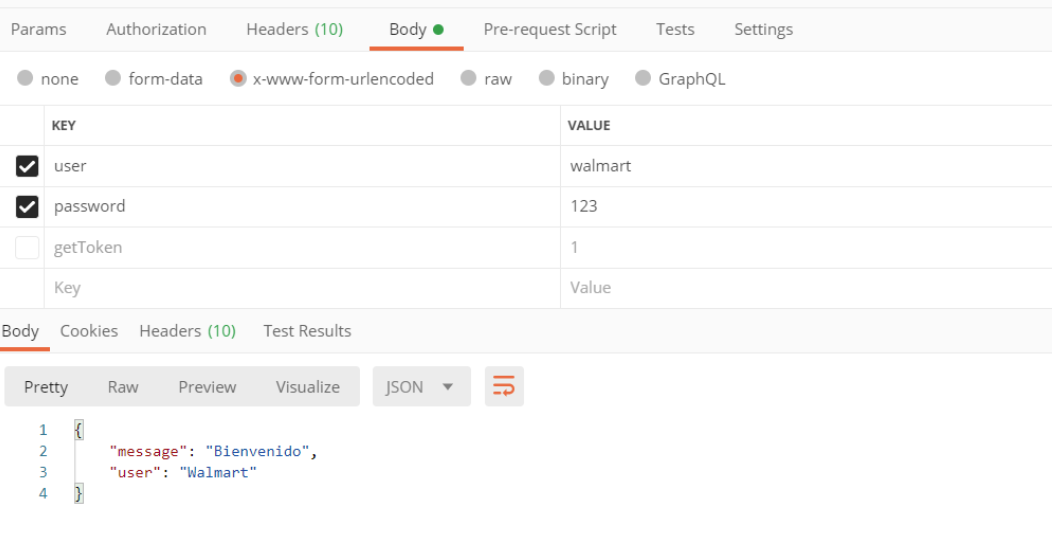 Params Authorization Headers (10) Body Pre-request Script Tests Settings
none form-data x-www-form-urlencoded raw binary GraphQL
KEY VALUE
user walmart
password 123
getToken 1
Key Value
Body Cookies Headers (10) Test Results
Pretty Raw Preview Visualize JSON
1 {
2 "message": "Bienvenido",
3 "user": "Walmart"
4 }